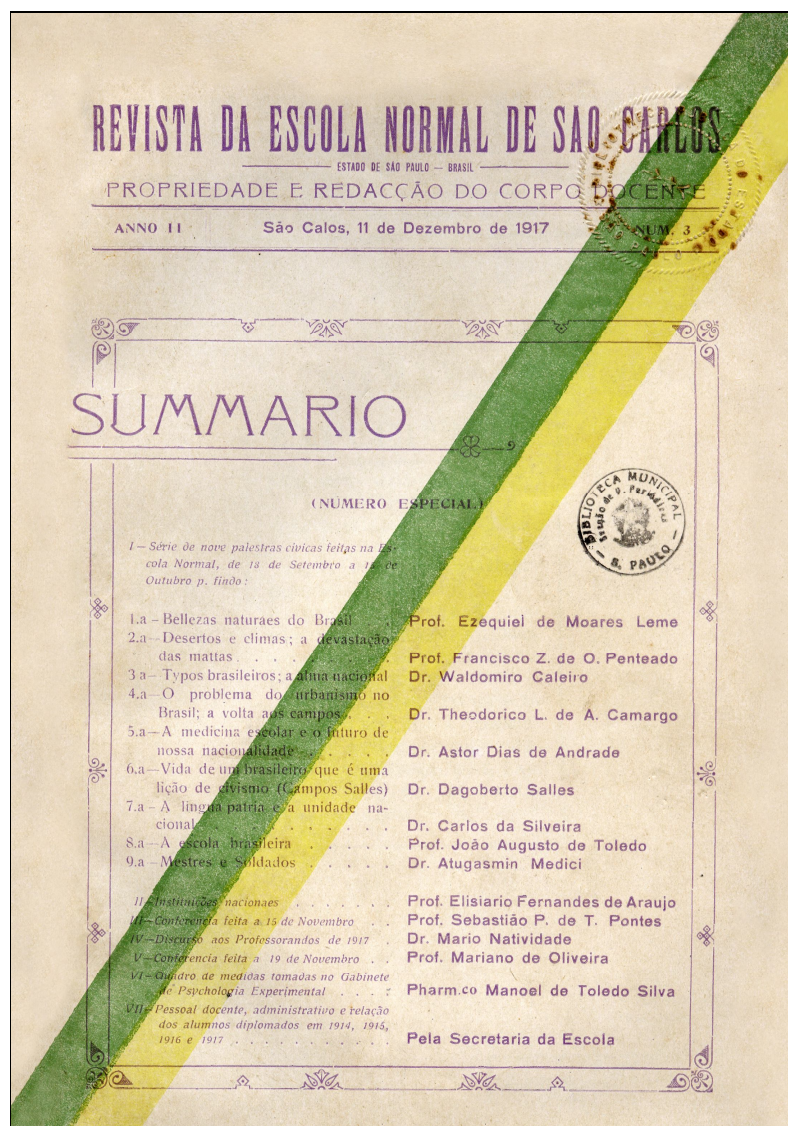 REVISTA DA ESCOLA NORMAL DE SAO CARLOS
ESTADO DE SÃO PAULO — BRASIL
PROPRIEDADE E REDACÇÃO DO CORPO DOCENTE
ANNO II São Calos, 11 de Dezembro de 1917 NUM. 3
SUMMARIO
(NUMERO ESPECIAL)
BIBLIOTECA MUNICIPAL
Secção de P. Periódicos
— S. PAULO —
I — Série de nove palestras civicas feitas na Es-
cola Normal, de 18 de Setembro a 15 de
Outubro p. findo:
1.a – Bellezas naturaes do Brasil . Prof. Ezequiel de Moares Leme
2.a — Desertos e climas; a devastação
das mattas . . . . . . . . . Prof. Francisco Z. de O. Penteado
3 a — Typos brasileiros; a alma nacional Dr. Waldomiro Caleiro
4.a — O problema do urbanismo no
Brasil; a volta aos campos . . . Dr. Theodorico L. de A. Camargo
5.a — A medicina escolar e o futuro de
nossa nacionalidade . . . . . . Dr. Astor Dias de Andrade
6.a — Vida de um brasileiro que é uma
lição de civismo (Campos Salles) Dr. Dagoberto Salles
7.a – A lingua patria e a unidade na-
cional . . . . . . . . . Dr. Carlos da Silveira
8.a — A escola brasileira . . . . . Prof. João Augusto de Toledo
9.a – Mestres e Soldados . . . . . Dr. Atugasmin Medici
II — Instituições nacionaes . . . . . . . Prof. Elisiario Fernandes de Araujo
III — Conferencia feita a 15 de Novembro . . Prof. Sebastião P. de T. Pontes
IV — Discurso aos Professorandos de 1917 . Dr. Mario Natividade
V — Conferencia feita a 19 de Novembro . . Prof. Mariano de Oliveira
VI — Quadro de medidas tomadas no Gabinete
de Psychologia Experimental . . . . Pharm.co Manoel de Toledo Silva
VII — Pessoal docente, administrativo e relação
dos alumnos diplomados em 1914, 1915,
1916 e 1917 . . . . . . . . . . . Pela Secretaria da Escola